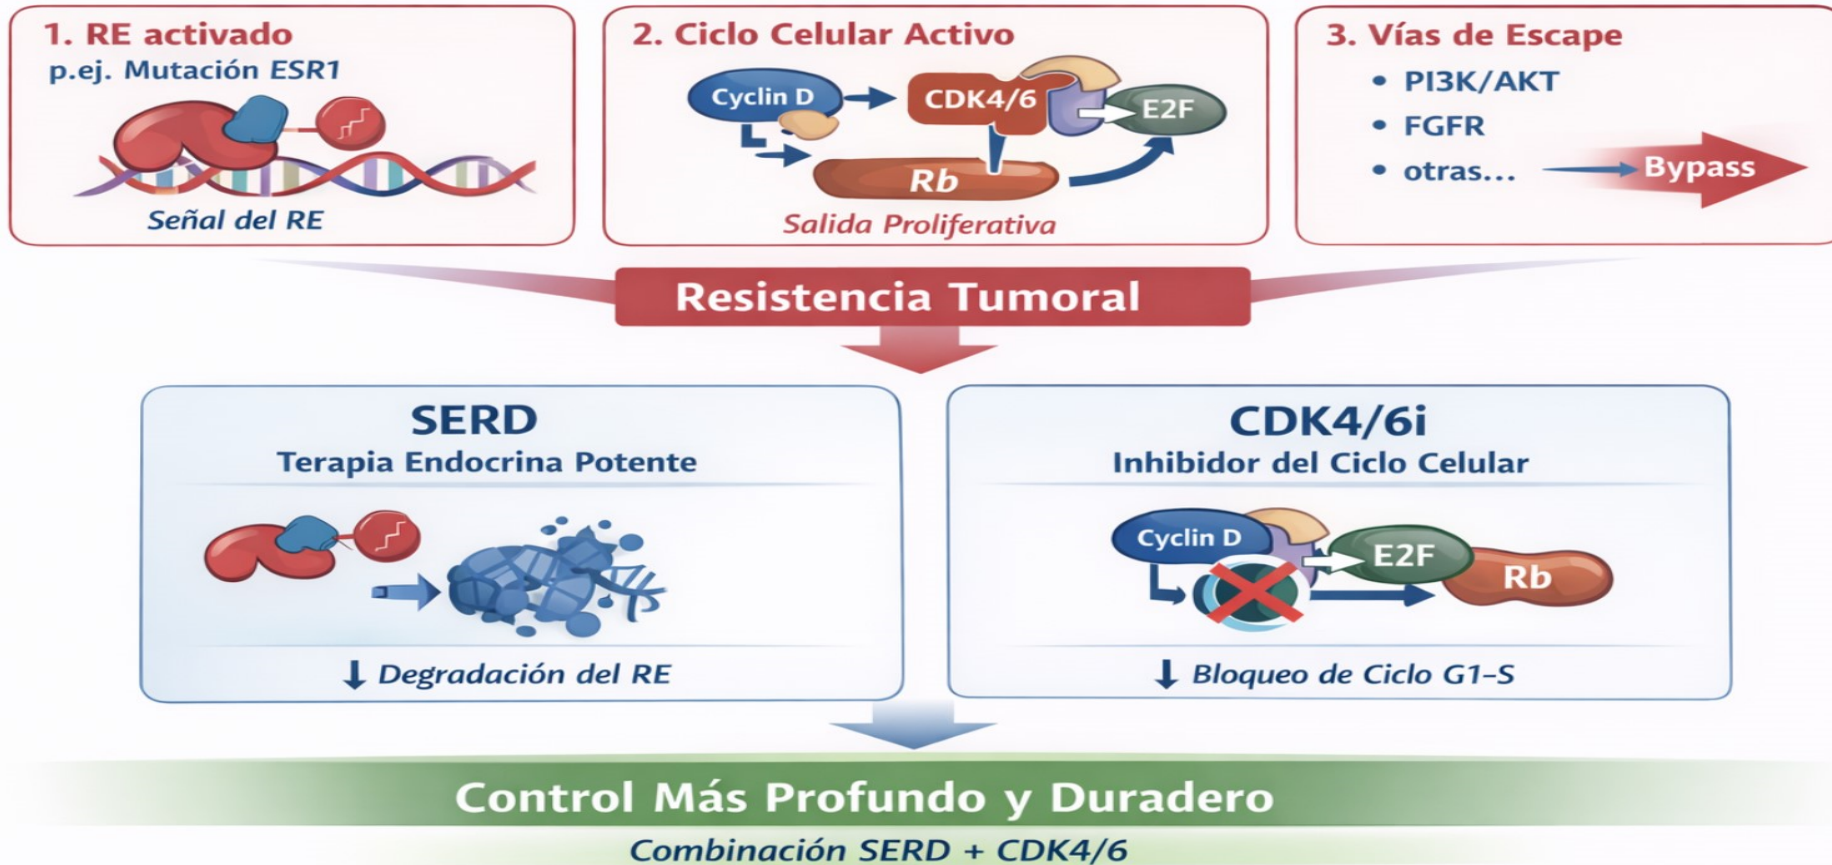 1. RE activado
p.ej. Mutación ESR1
Señal del RE
2. Ciclo Celular Activo
Cyclin D
CDK4/6
E2F
Rb
Salida Proliferativa
3. Vías de Escape
• PI3K/AKT
• FGFR
• otras...
Bypass
Resistencia Tumoral
SERD
Terapia Endocrina Potente
↓ Degradación del RE
CDK4/6i
Inhibidor del Ciclo Celular
Cyclin D
E2F
Rb
↓ Bloqueo de Ciclo G1–S
Control Más Profundo y Duradero
Combinación SERD + CDK4/6